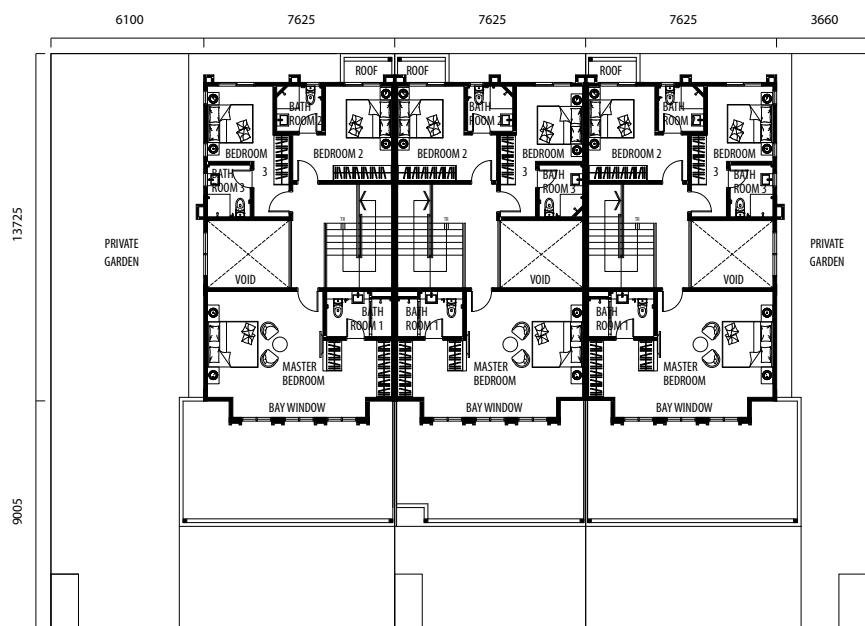 6100 7625 7625 7625 3660
ROOF ROOF ROOF
BATH BATH BATH
ROOM 2 ROOM 2 ROOM
BEDROOM BEDROOM 2 BEDROOM 2 BEDROOM BEDROOM 2 BEDROOM
3 3 3
BATH BATH BATH
ROOM 3 ROOM 3 ROOM 3
13725
PRIVATE PRIVATE
GARDEN GARDEN
VOID VOID VOID
BATH BATH BATH
ROOM 1 ROOM 1 ROOM 1
MASTER MASTER MASTER
BEDROOM BEDROOM BEDROOM
BAY WINDOW BAY WINDOW BAY WINDOW
9005